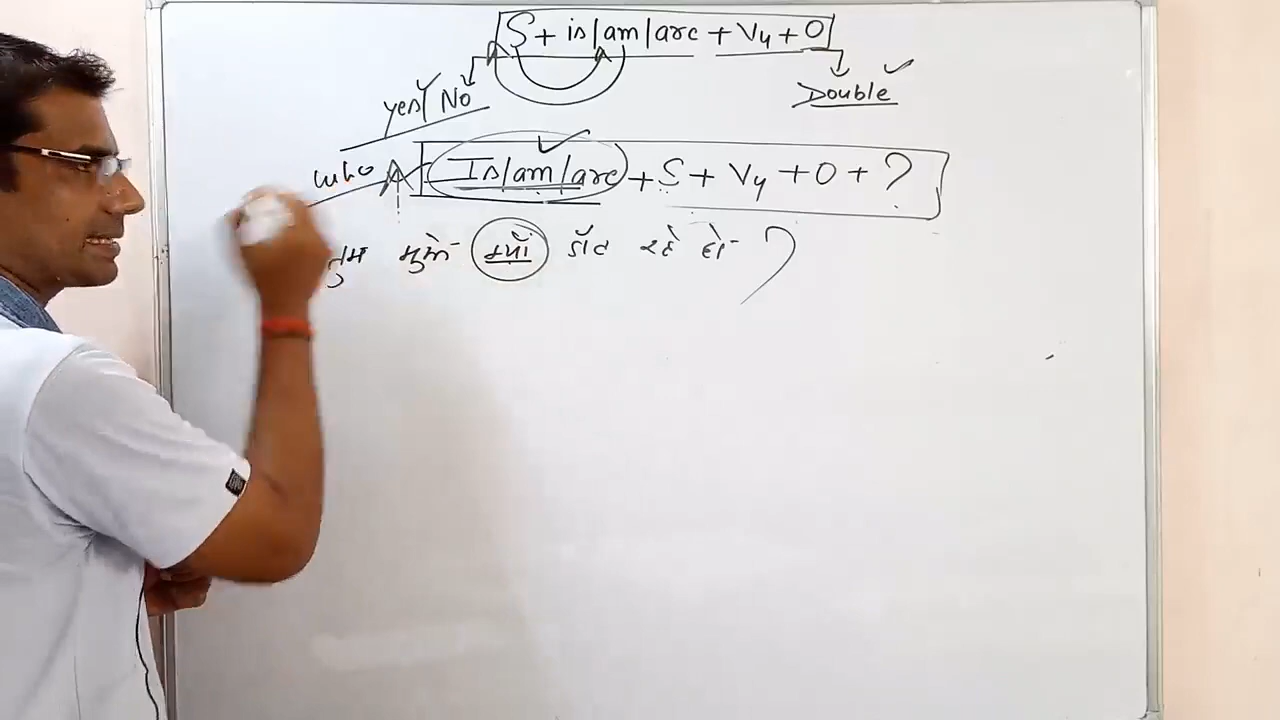 S + is/am/are + V4 + O
yes/ No
Double
who
Is/am/are + S + V4 + O + ?
तुम मुझे क्यों डाँट रहे हो ?